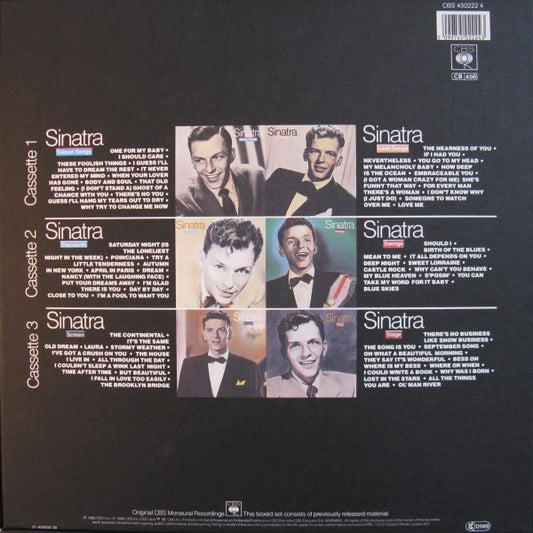 CBS 450222 4
CBS
CB 456
Cassette 1
Sinatra
Saloon Songs
ONE FOR MY BABY •
I SHOULD CARE •
THESE FOOLISH THINGS • I GUESS I'LL
HAVE TO DREAM THE REST • IT NEVER
ENTERED MY MIND • WHEN YOUR LOVER
HAS GONE • BODY AND SOUL • THAT OLD
FEELING • (I DON'T STAND A) GHOST OF A
CHANCE WITH YOU • THERE'S NO YOU •
GUESS I'LL HANG MY TEARS OUT TO DRY •
WHY TRY TO CHANGE ME NOW
Sinatra
Sinatra
Sinatra
Love Songs
THE NEARNESS OF YOU •
IF I HAD YOU •
NEVERTHELESS • YOU GO TO MY HEAD •
MY MELANCHOLY BABY • HOW DEEP
IS THE OCEAN • EMBRACEABLE YOU •
(I GOT A WOMAN CRAZY FOR ME) SHE'S
FUNNY THAT WAY • FOR EVERY MAN
THERE'S A WOMAN • I DON'T KNOW WHY
(I JUST DO) • SOMEONE TO WATCH
OVER ME • LOVE ME
Cassette 2
Sinatra
Standards
SATURDAY NIGHT (IS
THE LONELIEST
NIGHT IN THE WEEK) • POINCIANA • TRY A
LITTLE TENDERNESS • AUTUMN
IN NEW YORK • APRIL IN PARIS • DREAM •
NANCY (WITH THE LAUGHING FACE) •
PUT YOUR DREAMS AWAY • I'M GLAD
THERE IS YOU • DAY BY DAY •
CLOSE TO YOU • I'M A FOOL TO WANT YOU
Sinatra
Sinatra
Sinatra
Swings
SHOULD I •
BIRTH OF THE BLUES •
MEAN TO ME • IT ALL DEPENDS ON YOU •
DEEP NIGHT • SWEET LORRAINE •
CASTLE ROCK • WHY CAN'T YOU BEHAVE •
MY BLUE HEAVEN • S'POSIN' • YOU CAN
TAKE MY WORD FOR IT BABY •
BLUE SKIES
Cassette 3
Sinatra
Screen
THE CONTINENTAL •
IT'S THE SAME
OLD DREAM • LAURA • STORMY WEATHER •
I'VE GOT A CRUSH ON YOU • THE HOUSE
I LIVE IN • ALL THROUGH THE DAY •
I COULDN'T SLEEP A WINK LAST NIGHT •
TIME AFTER TIME • BUT BEAUTIFUL •
I FALL IN LOVE TOO EASILY •
THE BROOKLYN BRIDGE
Sinatra
Sinatra
Sinatra
Stage
THERE'S NO BUSINESS
LIKE SHOW BUSINESS •
THE SONG IS YOU • SEPTEMBER SONG •
OH WHAT A BEAUTIFUL MORNING •
THEY SAY IT'S WONDERFUL • BESS OH
WHERE IS MY BESS • WHERE OR WHEN •
I COULD WRITE A BOOK • WHY WAS I BORN •
LOST IN THE STARS • ALL THE THINGS
YOU ARE • OL' MAN RIVER
Original CBS Monaural Recordings
This boxed set consists of previously released material.